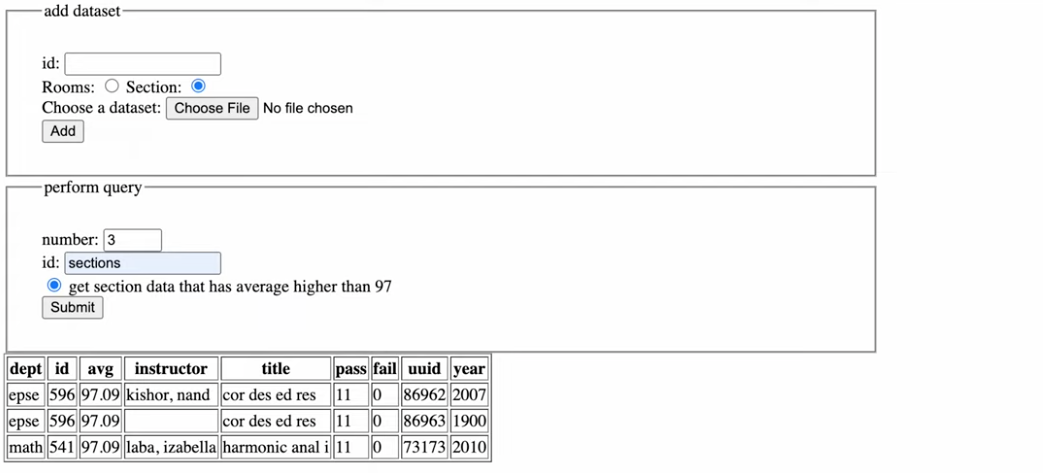 add dataset
id:
Rooms: Section:
Choose a dataset: Choose File No file chosen
Add
perform query
number: 3
id: sections
get section data that has average higher than 97
Submit
dept id avg instructor title pass fail uuid year
epse 596 97.09 kishor, nand cor des ed res 11 0 86962 2007
epse 596 97.09 cor des ed res 11 0 86963 1900
math 541 97.09 laba, izabella harmonic anal i 11 0 73173 2010